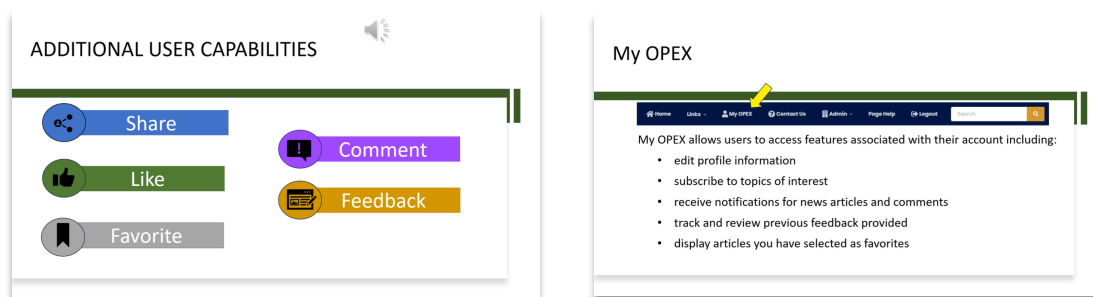 ADDITIONAL USER CAPABILITIES
Share
Like
Favorite
Comment
Feedback
My OPEX
Home Links My OPEX Contact Us Admin Page Help Logout Search
My OPEX allows users to access features associated with their account including:
• edit profile information
• subscribe to topics of interest
• receive notifications for news articles and comments
• track and review previous feedback provided
• display articles you have selected as favorites